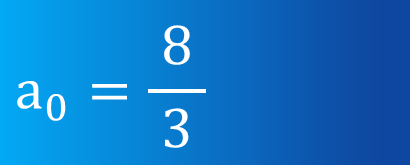 a₀ = 8/3